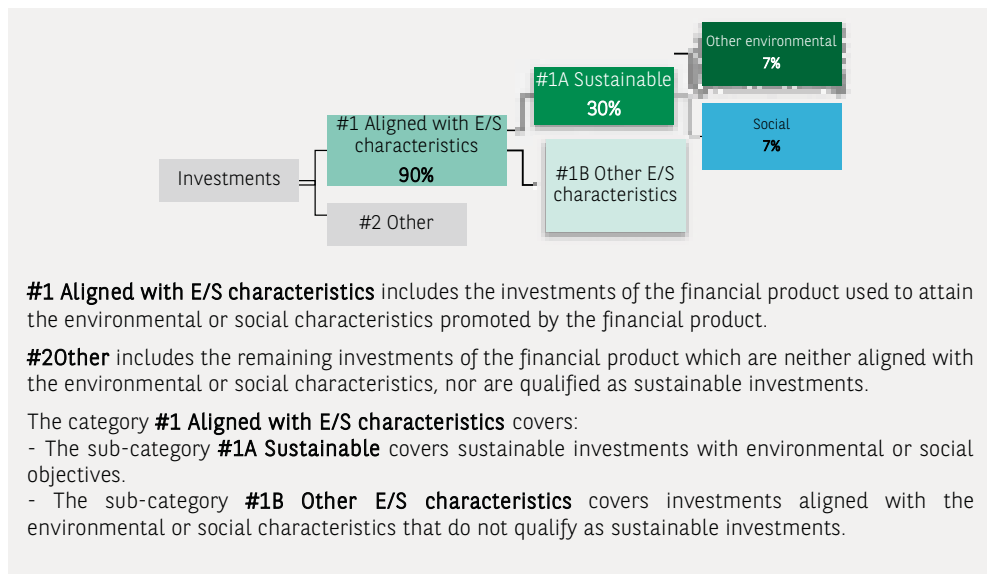 Other environmental
7%
#1A Sustainable
30%
Social
7%
#1 Aligned with E/S
characteristics
90%
#1B Other E/S
characteristics
Investments
#2 Other
#1 Aligned with E/S characteristics includes the investments of the financial product used to attain
the environmental or social characteristics promoted by the financial product.
#2Other includes the remaining investments of the financial product which are neither aligned with
the environmental or social characteristics, nor are qualified as sustainable investments.
The category #1 Aligned with E/S characteristics covers:
- The sub-category #1A Sustainable covers sustainable investments with environmental or social
objectives.
- The sub-category #1B Other E/S characteristics covers investments aligned with the
environmental or social characteristics that do not qualify as sustainable investments.